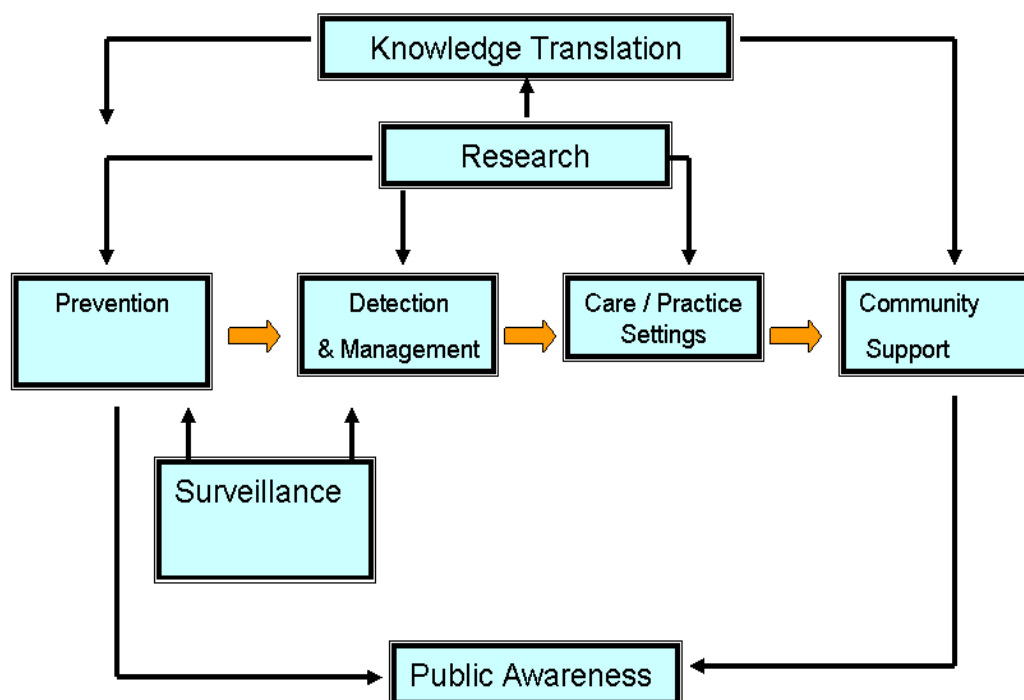 Knowledge Translation
Research
Prevention
Detection
& Management
Care / Practice
Settings
Community
Support
Surveillance
Public Awareness